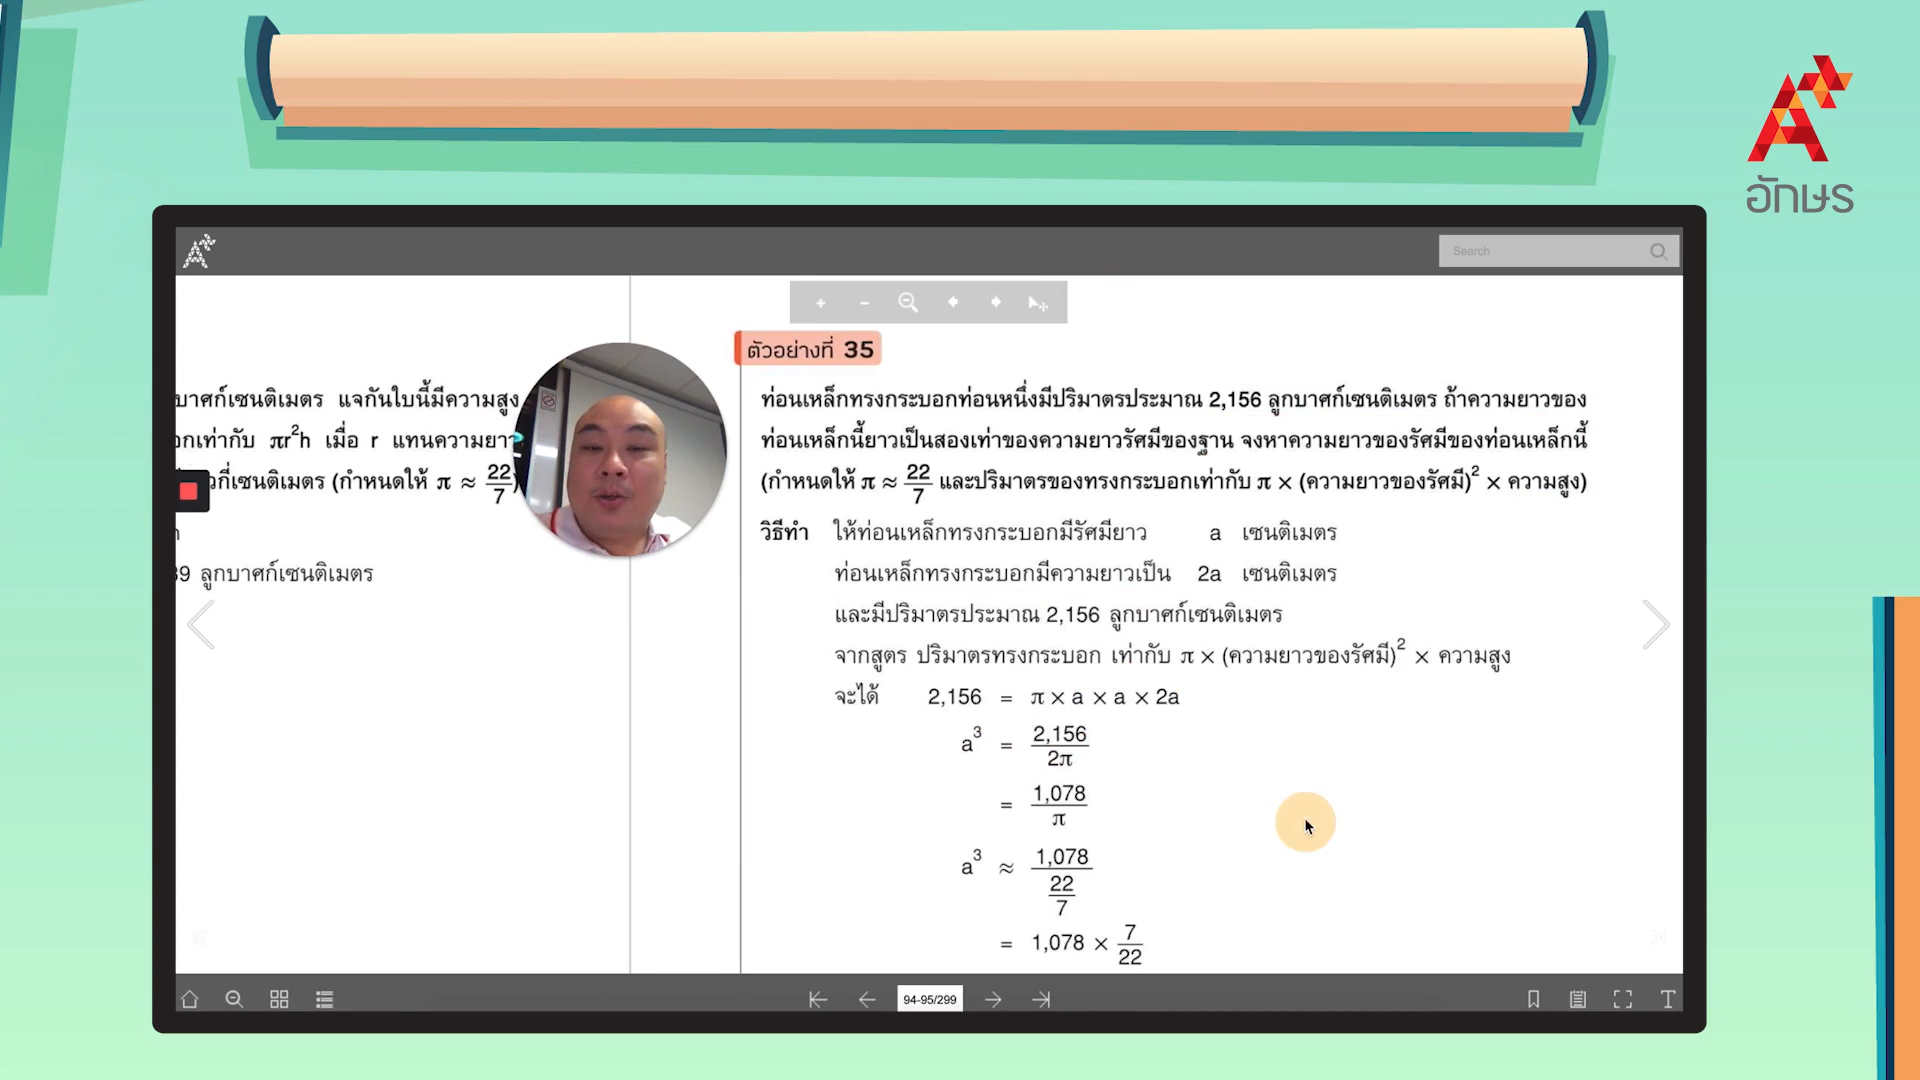 อักษร
Search
บาศก์เซนติเมตร แจกันใบนี้มีความสูง
อกเท่ากับ πr²h เมื่อ r แทนความยา
กี่เซนติเมตร (กำหนดให้ π ≈ 22/7)
39 ลูกบาศก์เซนติเมตร
ตัวอย่างที่ 35
ท่อนเหล็กทรงกระบอกท่อนหนึ่งมีปริมาตรประมาณ 2,156 ลูกบาศก์เซนติเมตร ถ้าความยาวของ
ท่อนเหล็กนี้ยาวเป็นสองเท่าของความยาวรัศมีของฐาน จงหาความยาวของรัศมีของท่อนเหล็กนี้
(กำหนดให้ π ≈ 22/7 และปริมาตรของทรงกระบอกเท่ากับ π × (ความยาวของรัศมี)² × ความสูง)
วิธีทำ ให้ท่อนเหล็กทรงกระบอกมีรัศมียาว a เซนติเมตร
ท่อนเหล็กทรงกระบอกมีความยาวเป็น 2a เซนติเมตร
และมีปริมาตรประมาณ 2,156 ลูกบาศก์เซนติเมตร
จากสูตร ปริมาตรทรงกระบอก เท่ากับ π × (ความยาวของรัศมี)² × ความสูง
จะได้ 2,156 = π × a × a × 2a
a³ = 2,156/2π
= 1,078/π
a³ ≈ 1,078/(22/7)
= 1,078 × 7/22
94-95/299